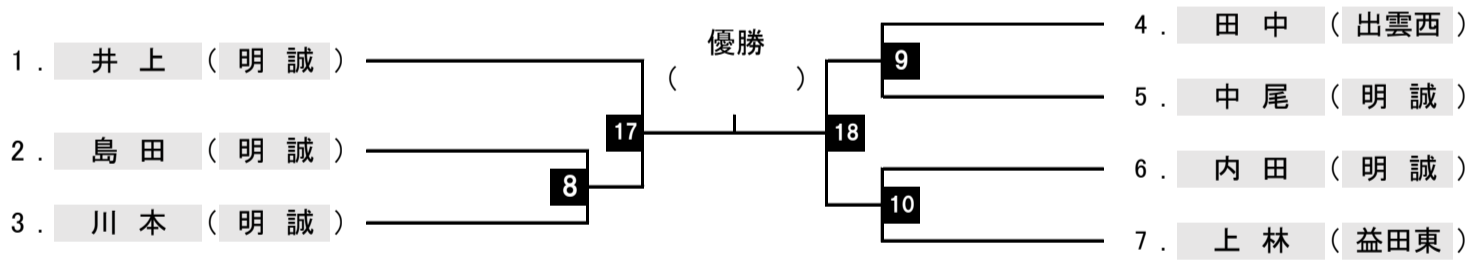 1. 井上 (明誠)
2. 島田 (明誠)
3. 川本 (明誠)
8
17
優勝
( )
18
9
10
4. 田中 (出雲西)
5. 中尾 (明誠)
6. 内田 (明誠)
7. 上林 (益田東)